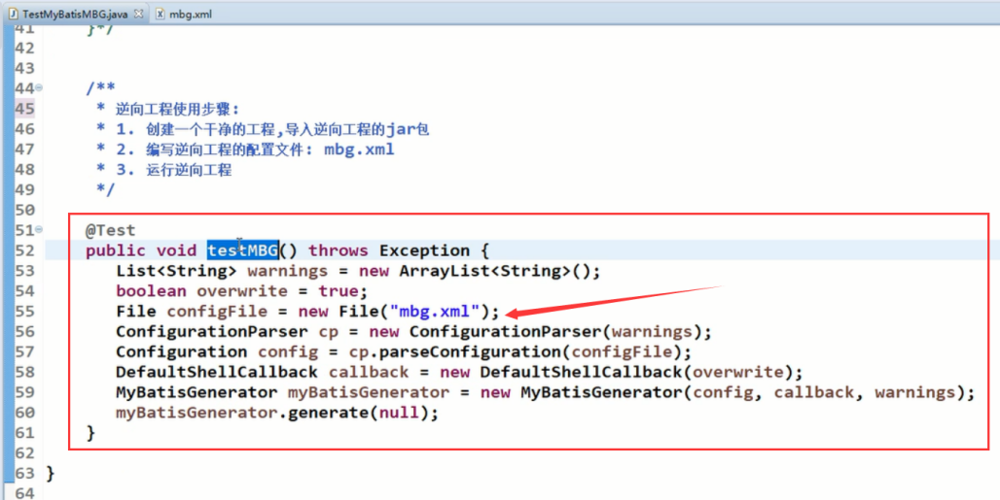 TestMyBatisMBG.java mbg.xml
41 }*/
42
43
44 /**
45 * 逆向工程使用步骤:
46 * 1. 创建一个干净的工程,导入逆向工程的jar包
47 * 2. 编写逆向工程的配置文件: mbg.xml
48 * 3. 运行逆向工程
49 */
50
51 @Test
52 public void testMBG() throws Exception {
53 List<String> warnings = new ArrayList<String>();
54 boolean overwrite = true;
55 File configFile = new File("mbg.xml");
56 ConfigurationParser cp = new ConfigurationParser(warnings);
57 Configuration config = cp.parseConfiguration(configFile);
58 DefaultShellCallback callback = new DefaultShellCallback(overwrite);
59 MyBatisGenerator myBatisGenerator = new MyBatisGenerator(config, callback, warnings);
60 myBatisGenerator.generate(null);
61 }
62
63 }
64